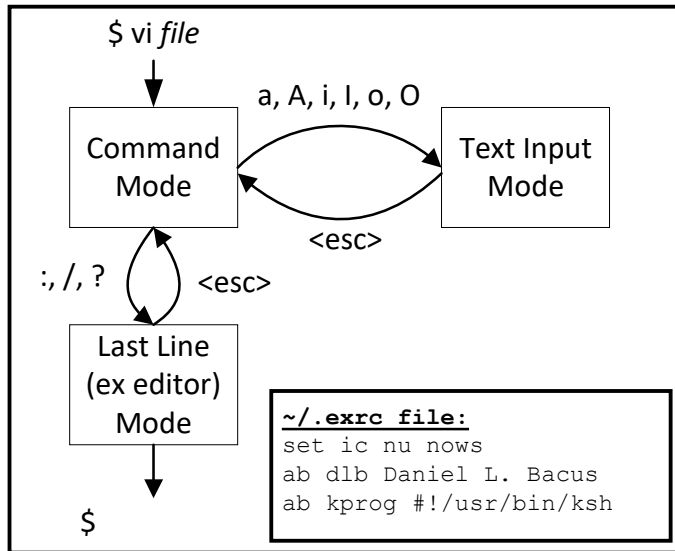 $ vi file
a, A, i, I, o, O
Command
Mode
Text Input
Mode
<esc>
:, /, ?
<esc>
Last Line
(ex editor)
Mode
$
~/.exrc file:
set ic nu nows
ab dlb Daniel L. Bacus
ab kprog #!/usr/bin/ksh